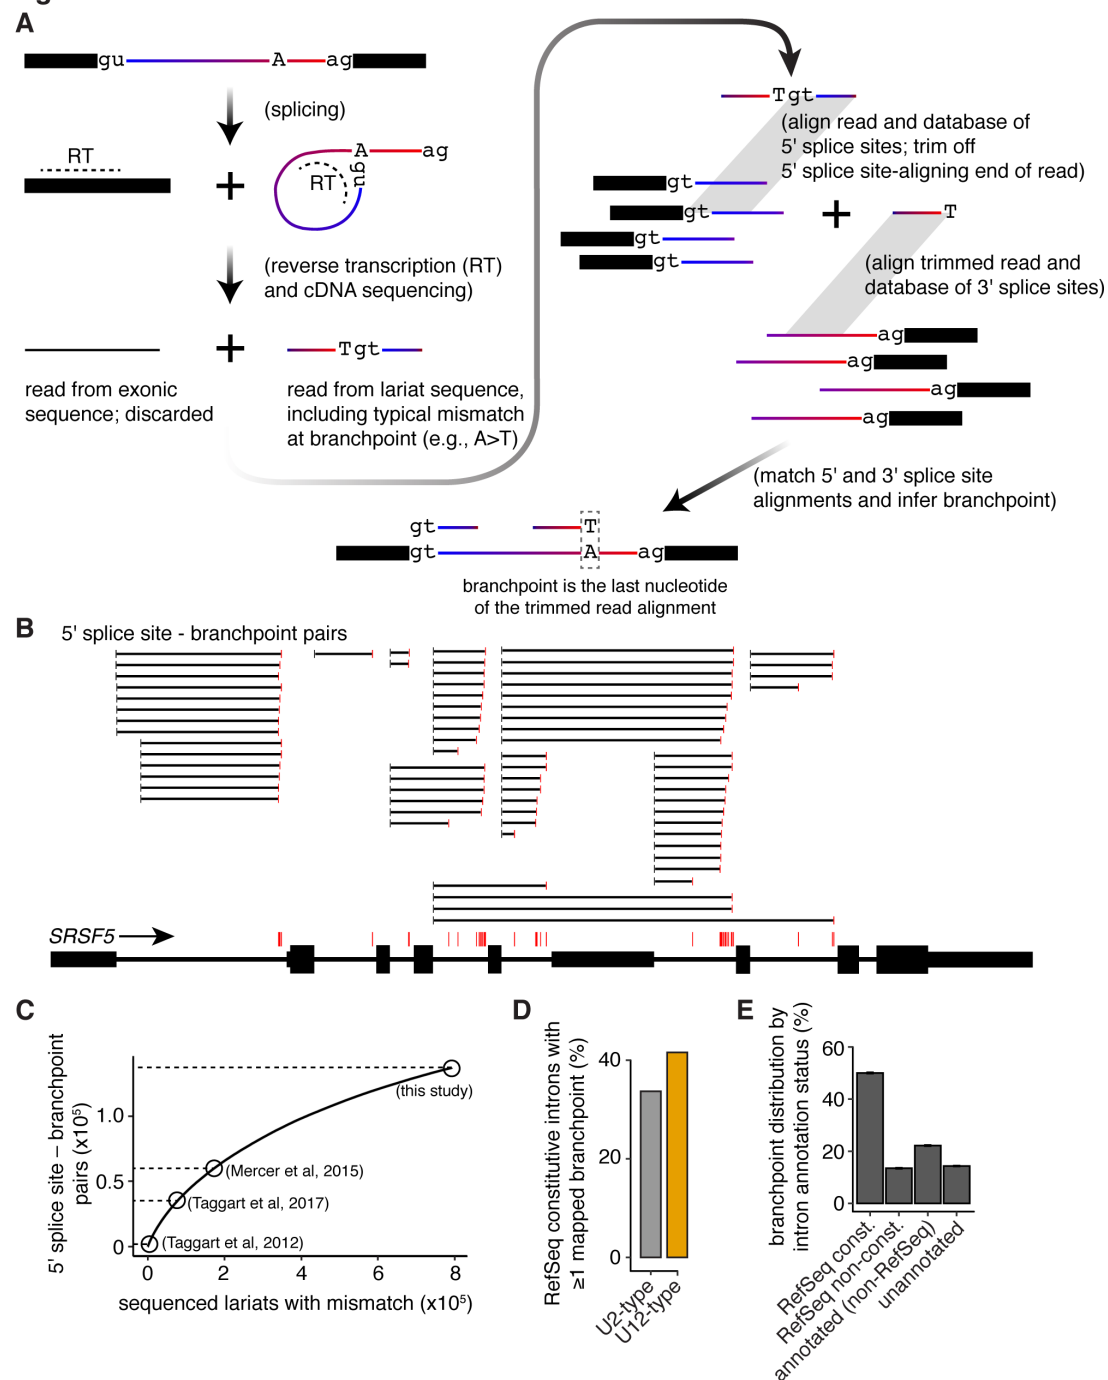 A
gu A ag
(splicing)
RT
A ag
gu
RT
(reverse transcription (RT)
and cDNA sequencing)
Tgt
read from exonic
sequence; discarded
read from lariat sequence,
including typical mismatch
at branchpoint (e.g., A>T)
Tgt
(align read and database of
5' splice sites; trim off
5' splice site-aligning end of read)
gt
gt
gt
gt
T
(align trimmed read and
database of 3' splice sites)
ag
ag
ag
ag
(match 5' and 3' splice site
alignments and infer branchpoint)
gt T
gt A ag
branchpoint is the last nucleotide
of the trimmed read alignment
B
5' splice site - branchpoint pairs
SRSF5
C
5' splice site – branchpoint
pairs (x10⁵)
1.0
0.5
0
(this study)
(Mercer et al, 2015)
(Taggart et al, 2017)
(Taggart et al, 2012)
0 2 4 6 8
sequenced lariats with mismatch (x10⁵)
D
RefSeq constitutive introns with
≥1 mapped branchpoint (%)
40
20
0
U2-type
U12-type
E
branchpoint distribution by
intron annotation status (%)
60
40
20
0
RefSeq const.
RefSeq non-const.
annotated (non-RefSeq)
unannotated